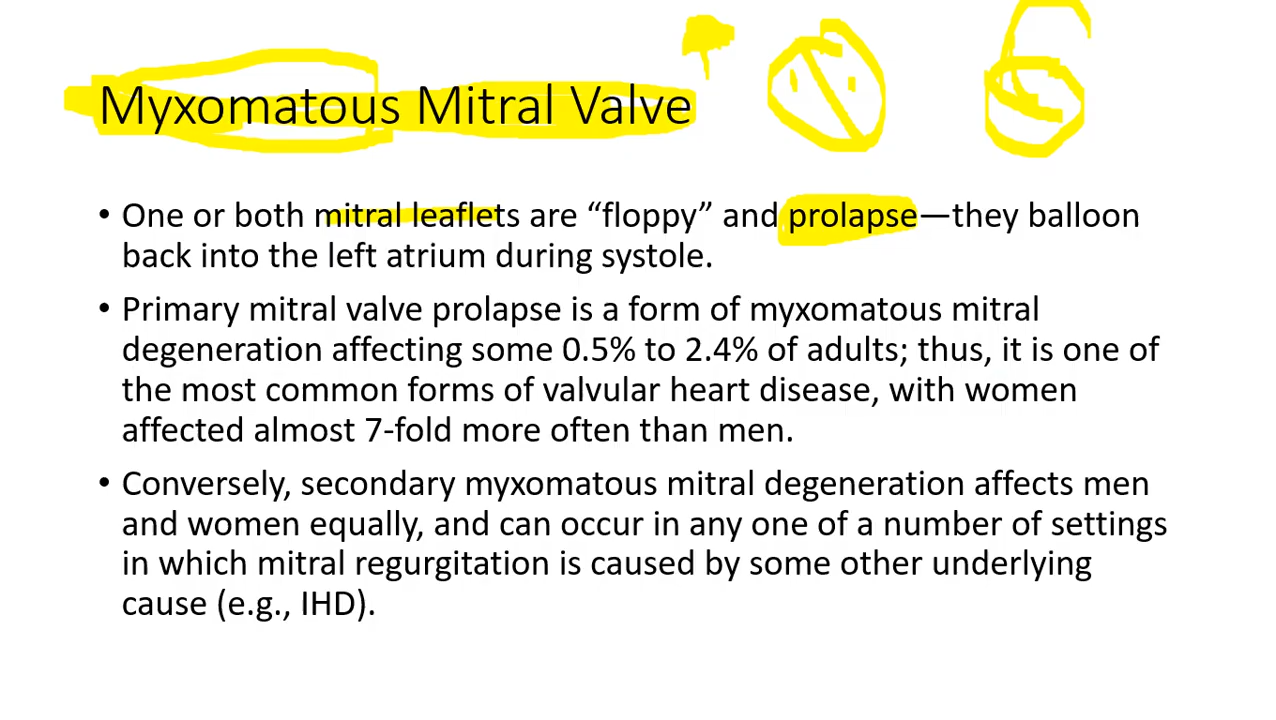 Myxomatous Mitral Valve
• One or both mitral leaflets are “floppy” and prolapse—they balloon
back into the left atrium during systole.
• Primary mitral valve prolapse is a form of myxomatous mitral
degeneration affecting some 0.5% to 2.4% of adults; thus, it is one of
the most common forms of valvular heart disease, with women
affected almost 7-fold more often than men.
• Conversely, secondary myxomatous mitral degeneration affects men
and women equally, and can occur in any one of a number of settings
in which mitral regurgitation is caused by some other underlying
cause (e.g., IHD).